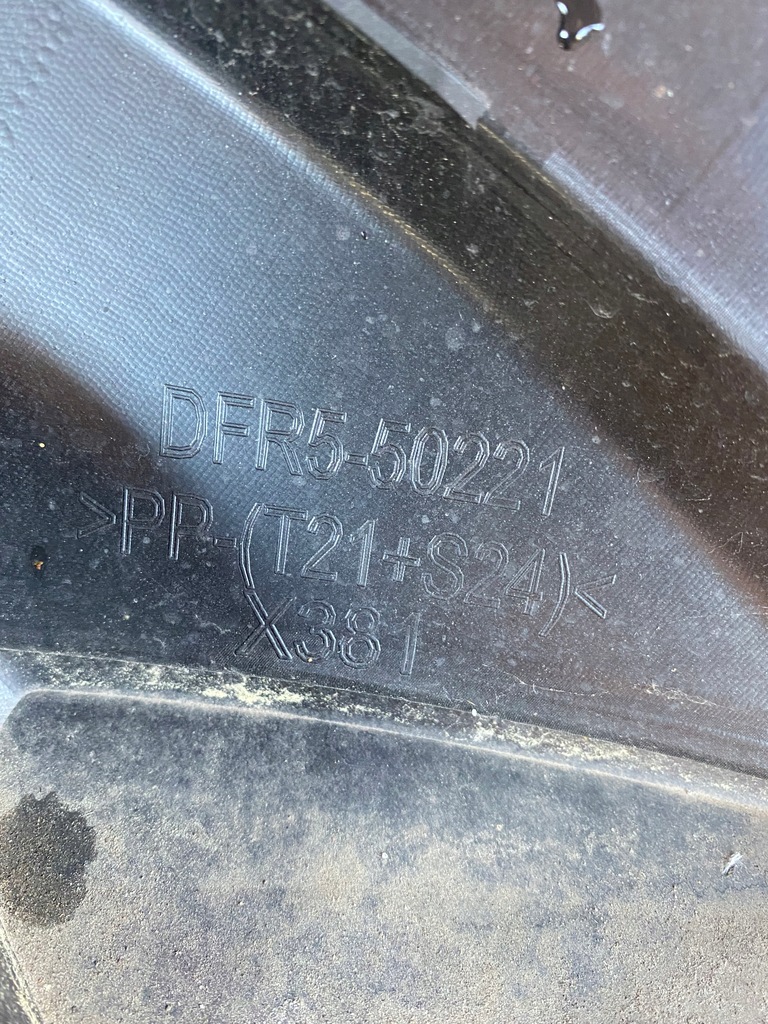 DFR5-50221
>PP-(T21+S24)<
X381